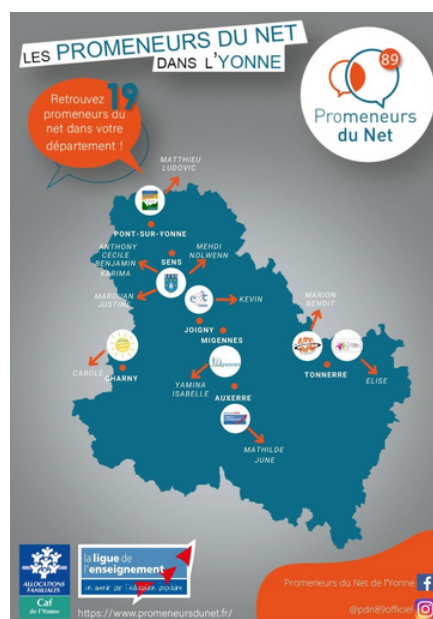 LES PROMENEURS DU NET
DANS L'YONNE
89
Promeneurs
du Net
Retrouvez 19
promeneurs du
net dans votre
département !
MATTHIEU
LUDOVIC
PONT-SUR-YONNE
ANTHONY
CECILE
BENJAMIN
KARIMA
SENS
MEHDI
NOLWENN
MAROUAN
JUSTINE
KEVIN
JOIGNY
MIGENNES
MARION
BENOIT
CAROLE
CHARNY
YAMINA
ISABELLE
AUXERRE
TONNERRE
ELISE
MATHILDE
JUNE
ALLOCATIONS
FAMILIALES
Caf
de l'Yonne
la ligue de
l'enseignement
un avenir par l'éducation populaire
https://www.promeneursdunet.fr/
Promeneurs du Net de l'Yonne
@pdn89officiel